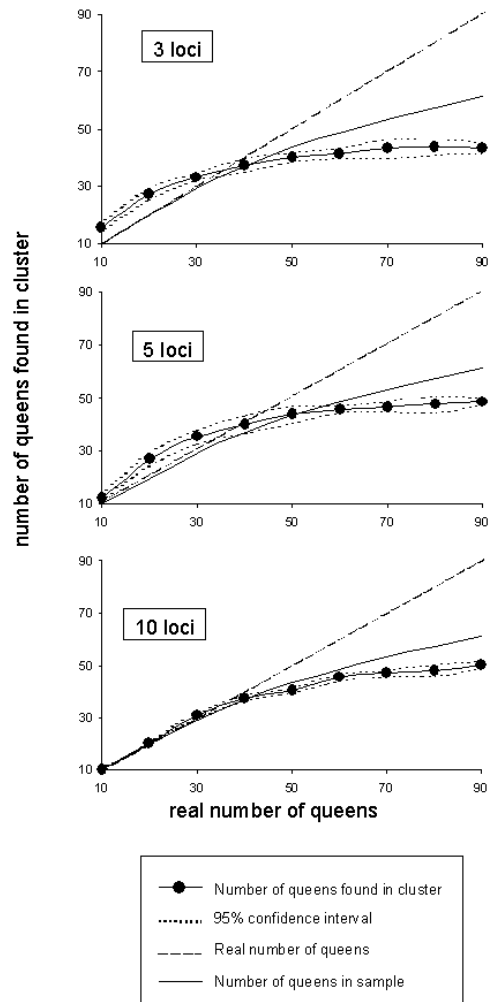 90
3 loci
70
50
30
10
10 30 50 70 90
number of queens found in cluster
90
5 loci
70
50
30
10
10 30 50 70 90
90
70
10 loci
50
30
10
10 30 50 70 90
real number of queens
Number of queens found in cluster
95% confidence interval
Real number of queens
Number of queens in sample